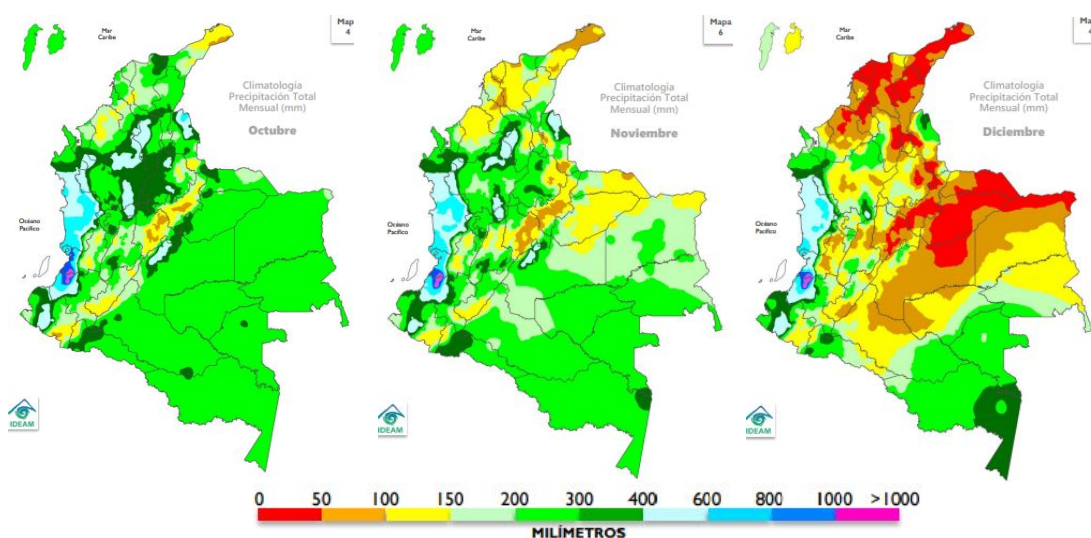 Mar
Caribe
Mapa
4
Climatología
Precipitación Total
Mensual (mm)
Octubre
Océano
Pacífico
IDEAM
Mar
Caribe
Mapa
6
Climatología
Precipitación Total
Mensual (mm)
Noviembre
Océano
Pacífico
IDEAM
Mar
Caribe
Mapa
4
Climatología
Precipitación Total
Mensual (mm)
Diciembre
Océano
Pacífico
IDEAM
0 50 100 150 200 300 400 600 800 1000 >1000
MILÍMETROS